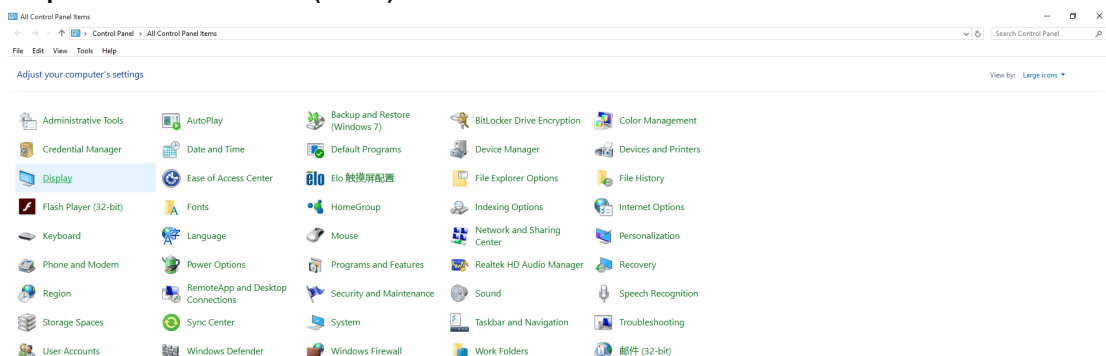 All Control Panel Items
Control Panel > All Control Panel Items
Search Control Panel
File Edit View Tools Help
Adjust your computer's settings
View by: Large icons
Administrative Tools
AutoPlay
Backup and Restore
(Windows 7)
BitLocker Drive Encryption
Color Management
Credential Manager
Date and Time
Default Programs
Device Manager
Devices and Printers
Display
Ease of Access Center
elo
Elo 触摸屏配置
File Explorer Options
File History
Flash Player (32-bit)
Fonts
HomeGroup
Indexing Options
Internet Options
Keyboard
Language
Mouse
Network and Sharing
Center
Personalization
Phone and Modem
Power Options
Programs and Features
Realtek HD Audio Manager
Recovery
Region
RemoteApp and Desktop
Connections
Security and Maintenance
Sound
Speech Recognition
Storage Spaces
Sync Center
System
Taskbar and Navigation
Troubleshooting
User Accounts
Windows Defender
Windows Firewall
Work Folders
邮件 (32-bit)